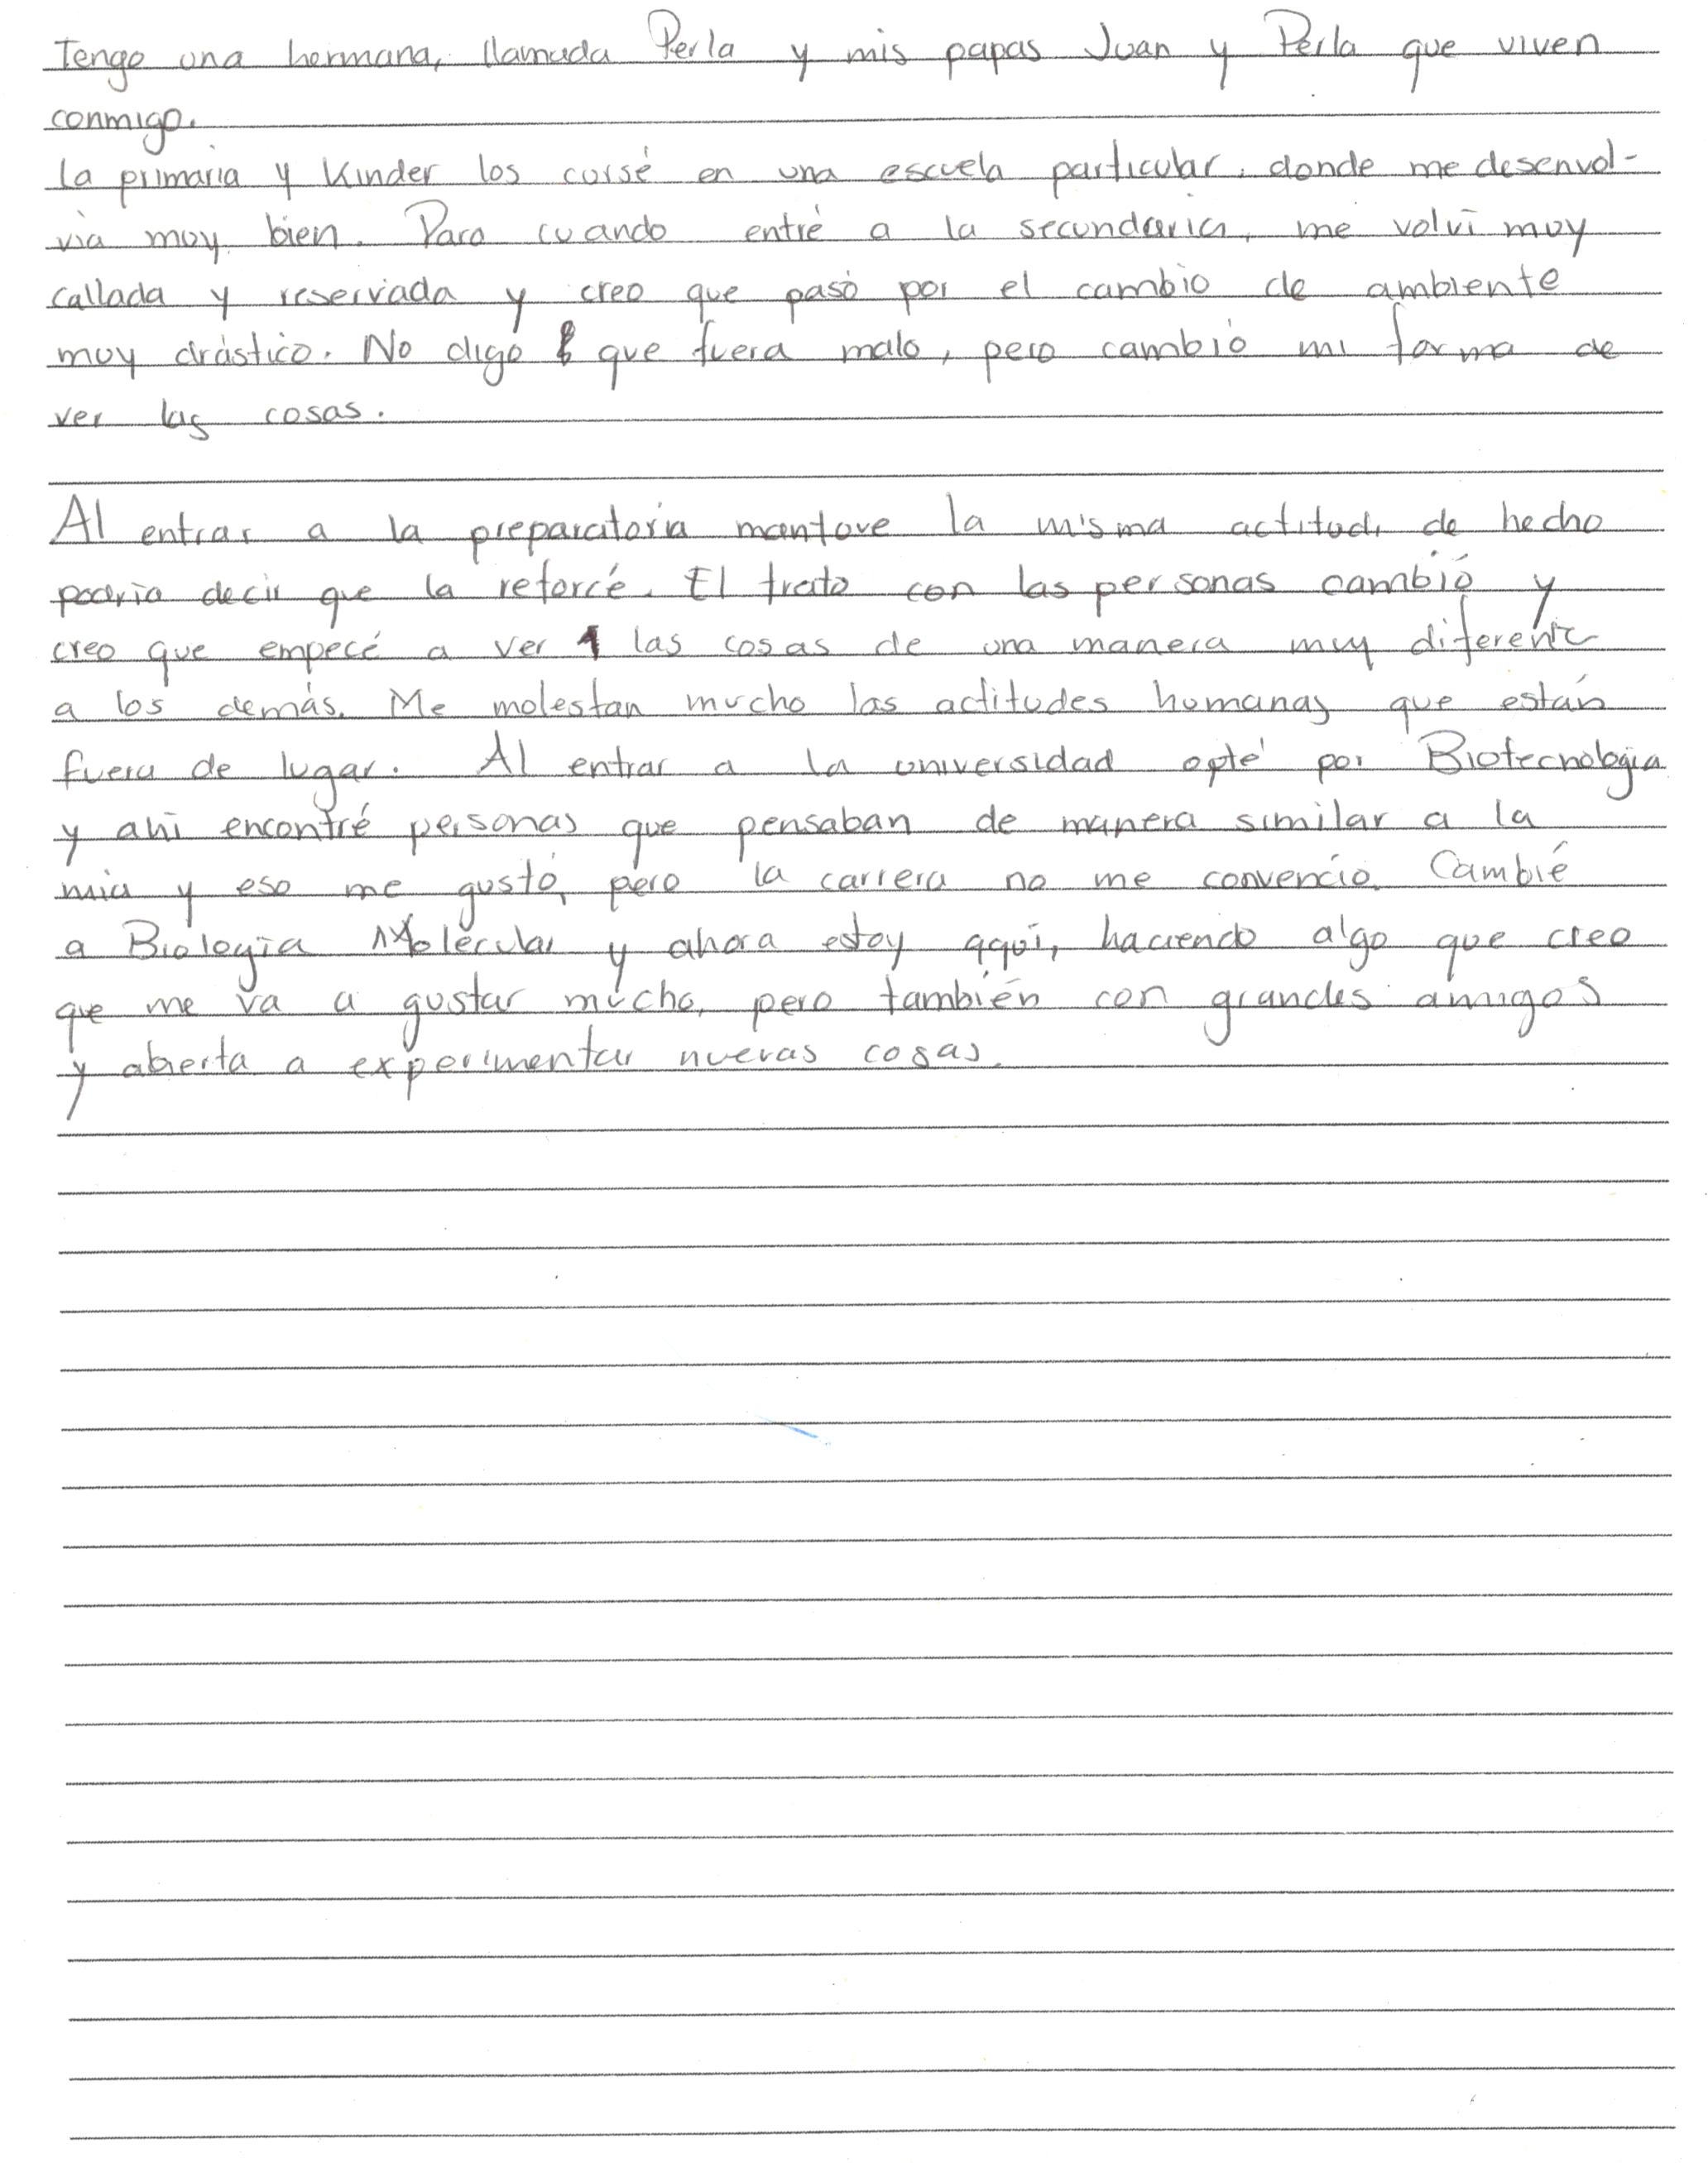 Tengo una hermana, llamada Perla y mis papas Juan y Perla que viven
conmigo.
La primaria y Kinder los cursé en una escuela particular, donde me desenvol-
vía muy bien. Para cuando entré a la secundaria, me volví muy
callada y reservada y creo que pasó por el cambio de ambiente
muy drástico. No digo que fuera malo, pero cambió mi forma de
ver las cosas.
Al entrar a la preparatoria mantuve la misma actitud, de hecho
podría decir que la reforcé. El trato con las personas cambió y
creo que empecé a ver las cosas de una manera muy diferente
a los demás. Me molestan mucho las actitudes humanas que están
fuera de lugar. Al entrar a la universidad opté por Biotecnología
y ahí encontré personas que pensaban de manera similar a la
mia y eso me gustó, pero la carrera no me convencío. Cambié
a Biología Molecular y ahora estoy aquí, haciendo algo que creo
que me va a gustar mucho, pero también con grandes amigos
y abierta a experimentar nuevas cosas.